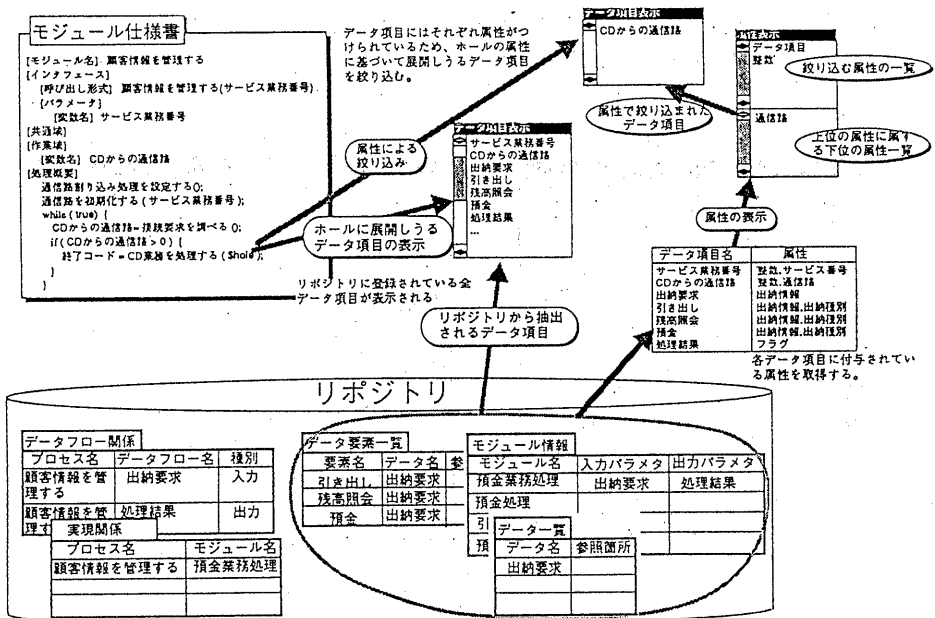 モジュール仕様書
[モジュール名] 顧客情報を管理する
[インタフェース]
[呼び出し形式] 顧客情報を管理する(サービス業務番号)
[パラメータ]
[変数名] サービス業務番号
[共通域]
[作業域]
[変数名] CDからの通信路
[処理概要]
通信路割り込み処理を設定する();
通信路を初期化する(サービス業務番号);
while(true) {
CDからの通信路=接続要求を調べる();
if(CDからの通信路>0) {
終了コード=CD業務を処理する($hole);
}
}
データ項目にはそれぞれ属性がつ
けられているため、ホールの属性
に基づいて展開しうるデータ項目
を絞り込む。
データ項目表示
CDからの通信路
属性表示
データ項目
整数
通信路
絞り込む属性の一覧
上位の属性に属す
る下位の属性一覧
属性で絞り込まれた
データ項目
属性による
絞り込み
データ項目表示
サービス業務番号
CDからの通信路
出納要求
引き出し
残高照会
預金
処理結果
...
ホールに展開しうる
データ項目の表示
リポジトリに登録されている全
データ項目が表示される
リポジトリから抽出
されるデータ項目
属性の表示
データ項目名 属性
サービス業務番号 整数,サービス番号
CDからの通信路 整数,通信路
出納要求 出納情報
引き出し 出納情報,出納種別
残高照会 出納情報,出納種別
預金 出納情報,出納種別
処理結果 フラグ
各データ項目に付与されてい
る属性を取得する。
リポジトリ
データフロー関係
プロセス名 データフロー名 種別
顧客情報を管
理する 出納要求 入力
顧客情報を管
理す 処理結果 出力
実現関係
プロセス名 モジュール名
顧客情報を管理する 預金業務処理
データ要素一覧
要素名 データ名 参
引き出し 出納要求
残高照会 出納要求
預金 出納要求
モジュール情報
モジュール名 入力パラメタ 出力パラメタ
預金業務処理 出納要求 処理結果
預金処理
引
預
データ一覧
データ名 参照箇所
出納要求